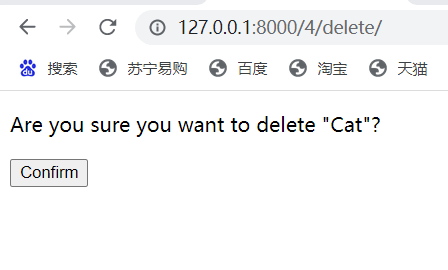 127.0.0.1:8000/4/delete/
du 搜索 苏宁易购 百度 淘宝 天猫
Are you sure you want to delete "Cat"?
Confirm